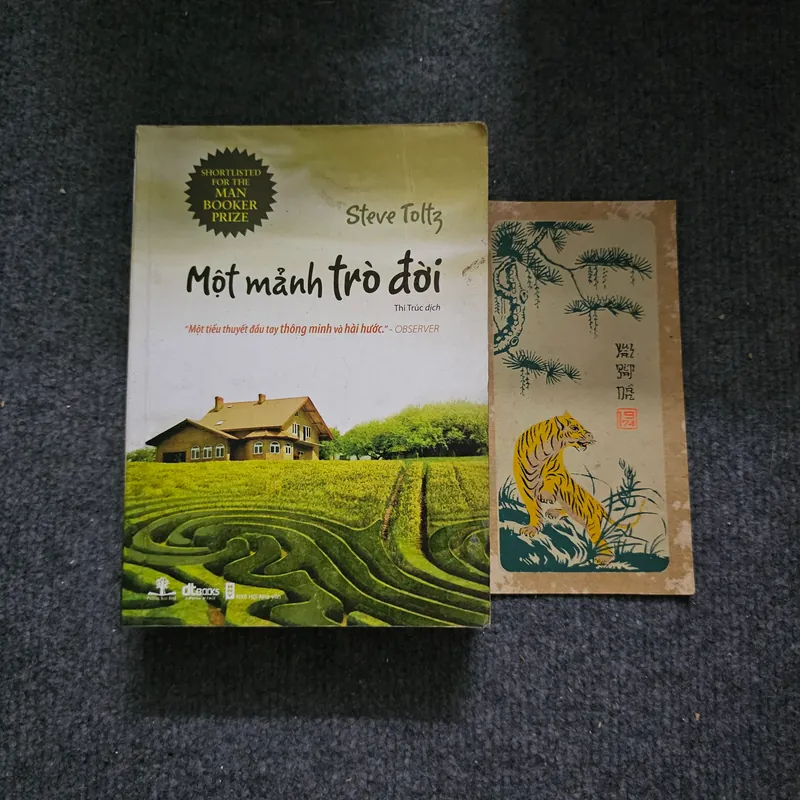 SHORTLISTED
FOR THE
MAN
BOOKER
PRIZE
Steve Toltz
Một mảnh trò đời
Thi Trúc dịch
"Một tiểu thuyết đầu tay thông minh và hài hước." - OBSERVER
dtBOOKS